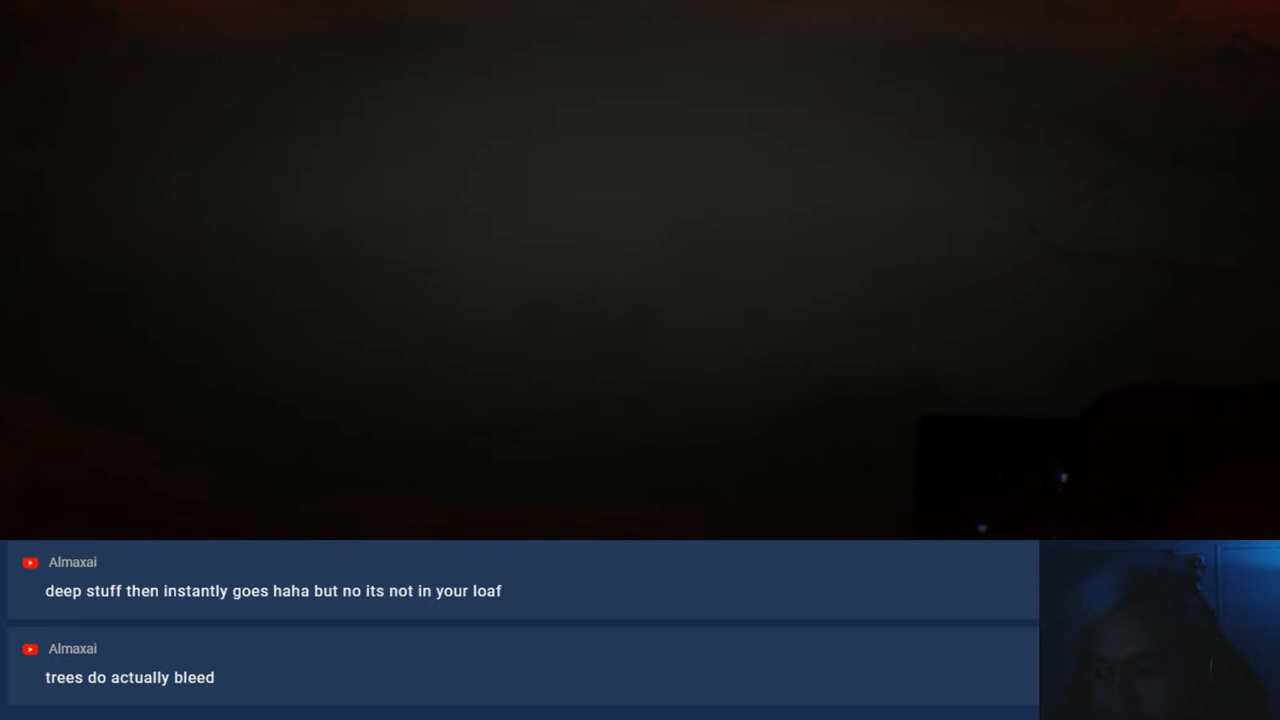 Almaxai
deep stuff then instantly goes haha but no its not in your loaf
Almaxai
trees do actually bleed